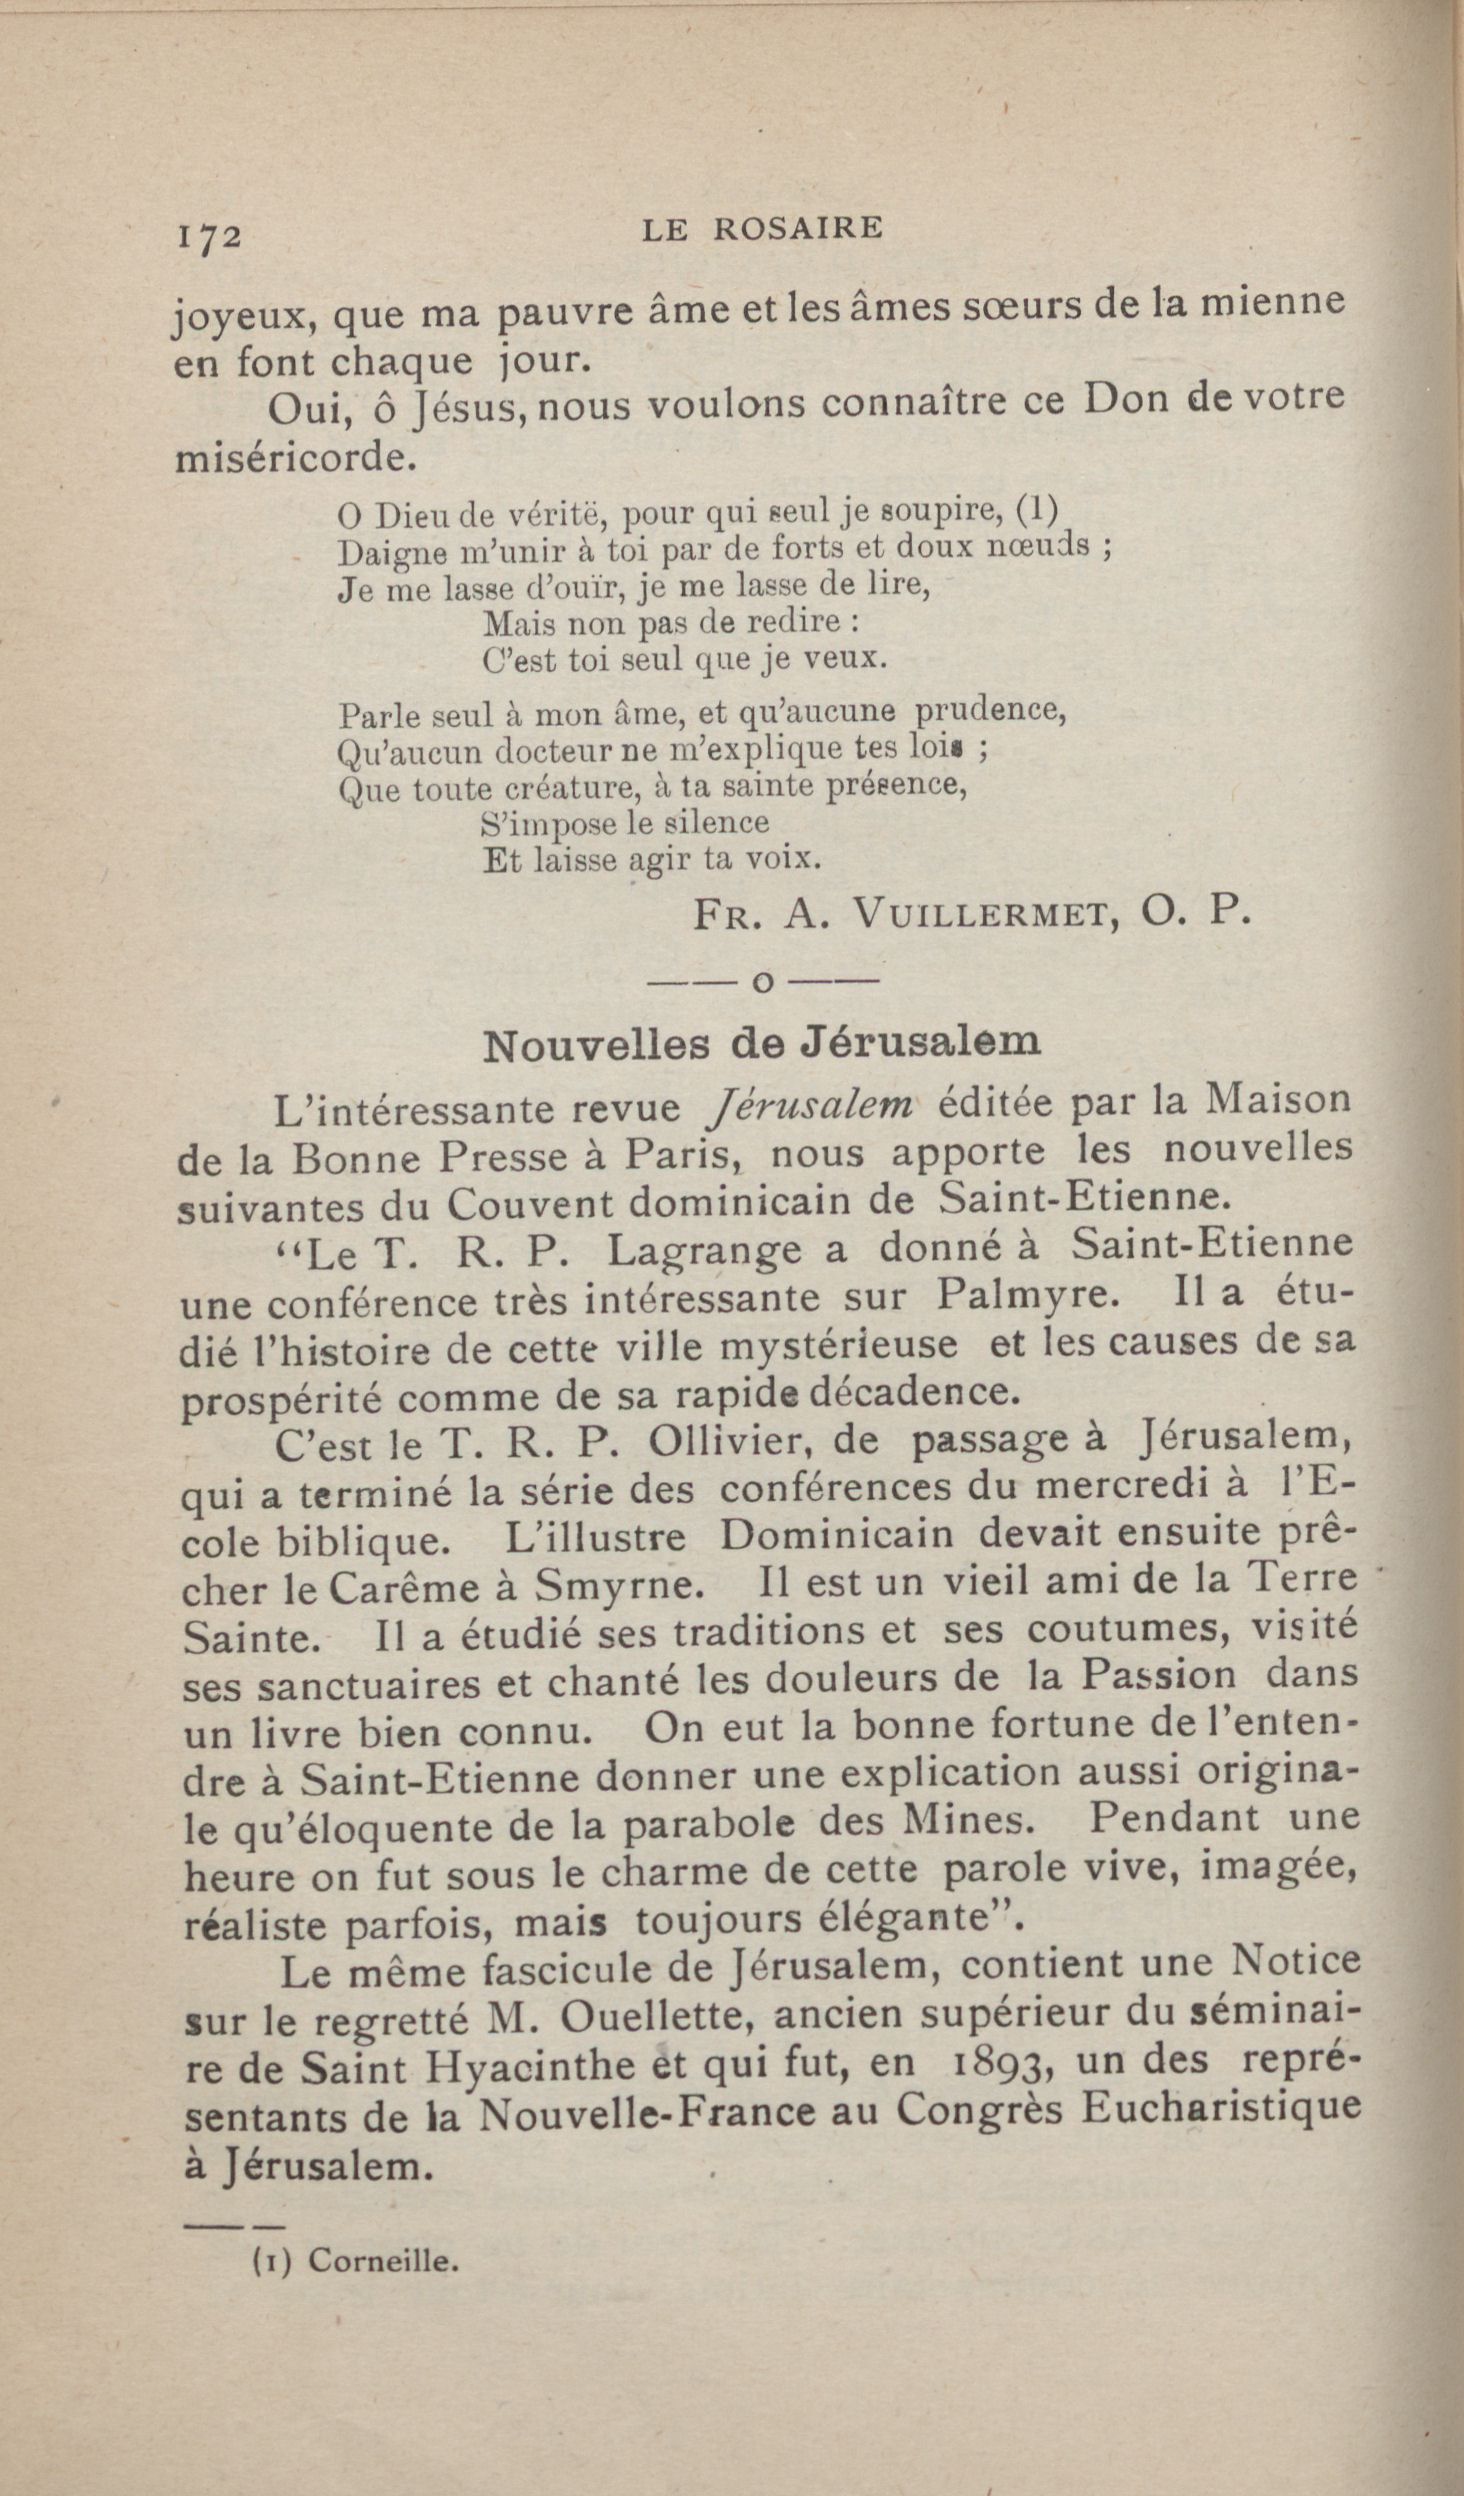 172
LE ROSAIRE
joyeux, que ma pauvre âme et les âmes sœurs de la mienne
en font chaque jour.
Oui, ô Jésus, nous voulons connaître ce Don de votre
miséricorde.
O Dieu de véritë, pour qui seul je soupire, (1)
Daigne m'unir à toi par de forts et doux nœuds ;
Je me lasse d'ouïr, je me lasse de lire,
Mais non pas de redire :
C'est toi seul que je veux.
Parle seul à mon âme, et qu'aucune prudence,
Qu'aucun docteur ne m'explique tes lois ;
Que toute créature, à ta sainte présence,
S'impose le silence
Et laisse agir ta voix.
FR. A. VUILLERMET, O. P.
—— o ——
Nouvelles de Jérusalem
L'intéressante revue Jérusalem éditée par la Maison
de la Bonne Presse à Paris, nous apporte les nouvelles
suivantes du Couvent dominicain de Saint-Etienne.
“Le T. R. P. Lagrange a donné à Saint-Etienne
une conférence très intéressante sur Palmyre. Il a étu-
dié l'histoire de cette ville mystérieuse et les causes de sa
prospérité comme de sa rapide décadence.
C'est le T. R. P. Ollivier, de passage à Jérusalem,
qui a terminé la série des conférences du mercredi à l'E-
cole biblique. L'illustre Dominicain devait ensuite prê-
cher le Carême à Smyrne. Il est un vieil ami de la Terre
Sainte. Il a étudié ses traditions et ses coutumes, visité
ses sanctuaires et chanté les douleurs de la Passion dans
un livre bien connu. On eut la bonne fortune de l'enten-
dre à Saint-Etienne donner une explication aussi origina-
le qu'éloquente de la parabole des Mines. Pendant une
heure on fut sous le charme de cette parole vive, imagée,
réaliste parfois, mais toujours élégante”.
Le même fascicule de Jérusalem, contient une Notice
sur le regretté M. Ouellette, ancien supérieur du séminai-
re de Saint Hyacinthe et qui fut, en 1893, un des repré-
sentants de la Nouvelle-France au Congrès Eucharistique
à Jérusalem.
(1) Corneille.